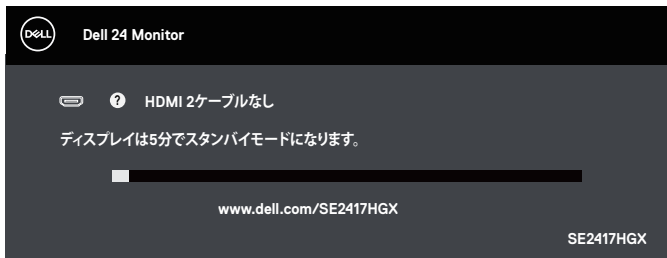 DELL
Dell 24 Monitor
? HDMI 2ケーブルなし
ディスプレイは5分でスタンバイモードになります。
www.dell.com/SE2417HGX
SE2417HGX